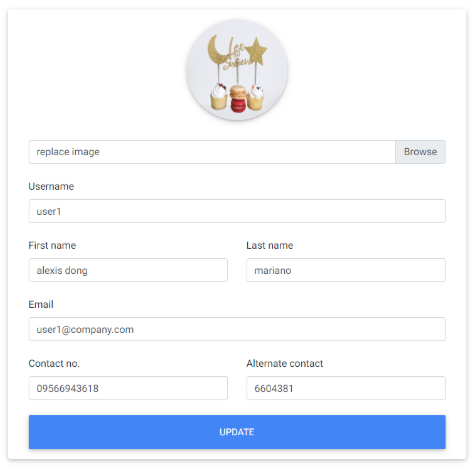 replace image Browse
Username
user1
First name Last name
alexis dong mariano
Email
user1@company.com
Contact no. Alternate contact
09566943618 6604381
UPDATE